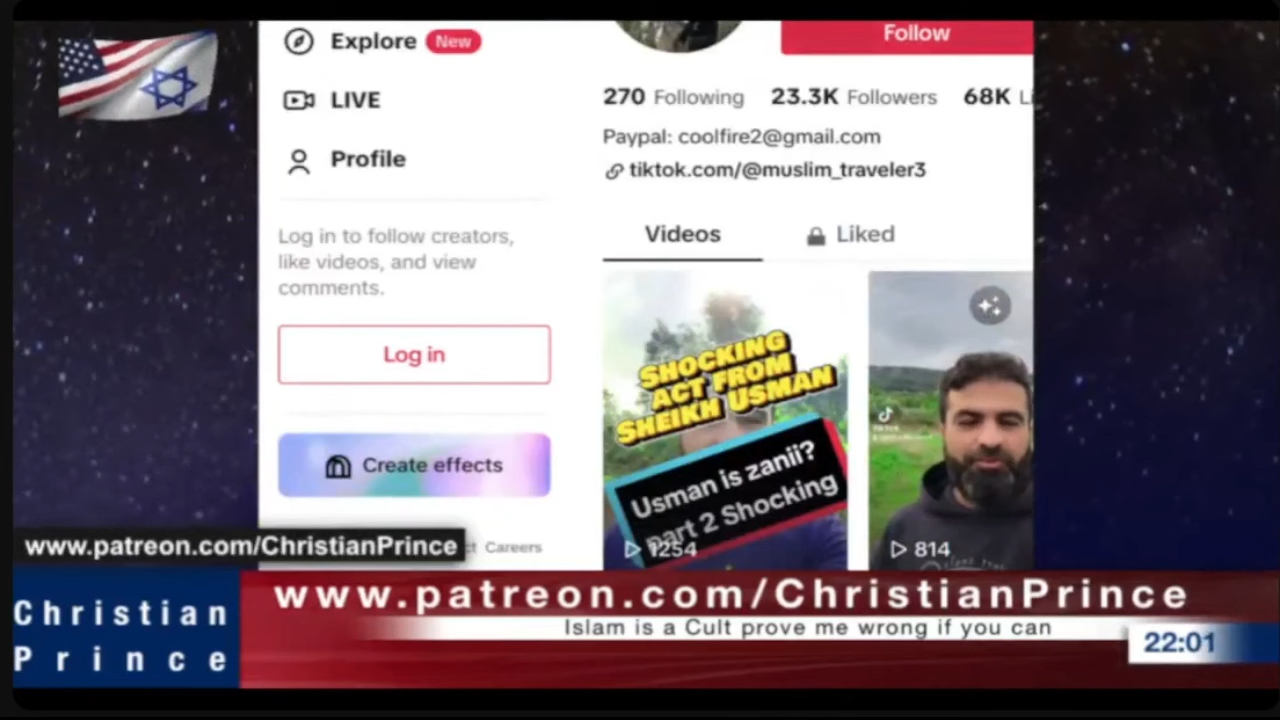 Explore New
LIVE
Profile
Log in to follow creators,
like videos, and view
comments.
Log in
Create effects
Careers
Follow
270 Following 23.3K Followers 68K Li
Paypal: coolfire2@gmail.com
tiktok.com/@muslim_traveler3
Videos Liked
SHOCKING
ACT FROM
SHEIKH USMAN
Usman is zanii?
part 2 Shocking
1254
814
www.patreon.com/ChristianPrince
Christian
Prince
www.patreon.com/ChristianPrince
Islam is a Cult prove me wrong if you can
22:01